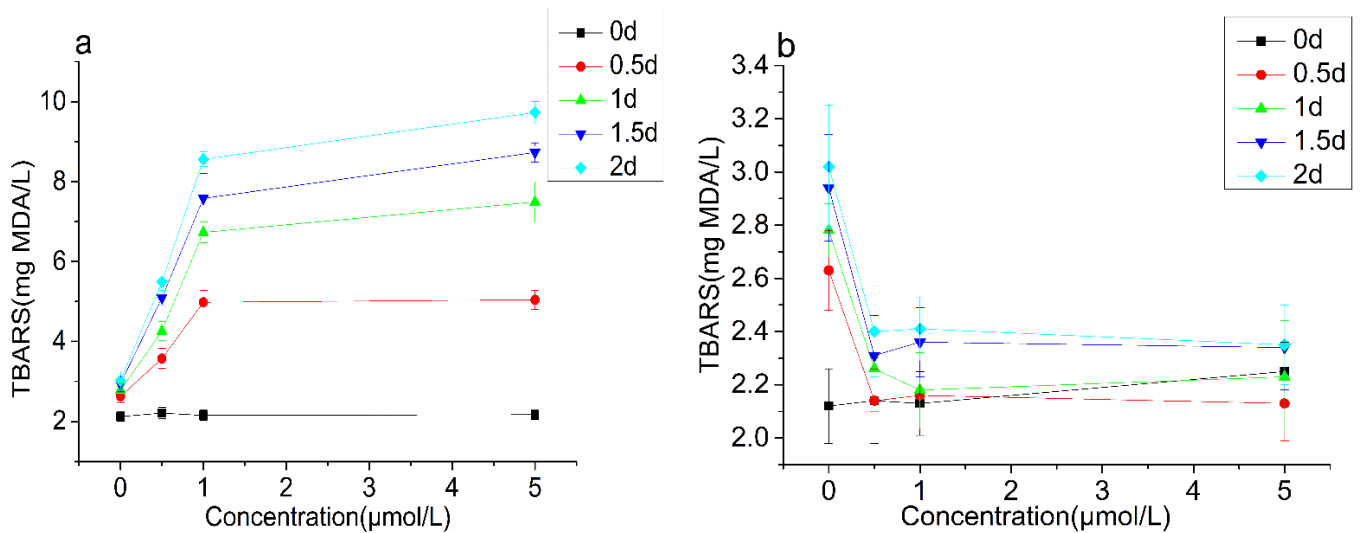 a
0d
0.5d
1d
1.5d
2d
TBARS(mg MDA/L)
10
8
6
4
2
0 1 2 3 4 5
Concentration(μmol/L)
b
0d
0.5d
1d
1.5d
2d
TBARS(mg MDA/L)
3.4
3.2
3.0
2.8
2.6
2.4
2.2
2.0
0 1 2 3 4 5
Concentration(μmol/L)